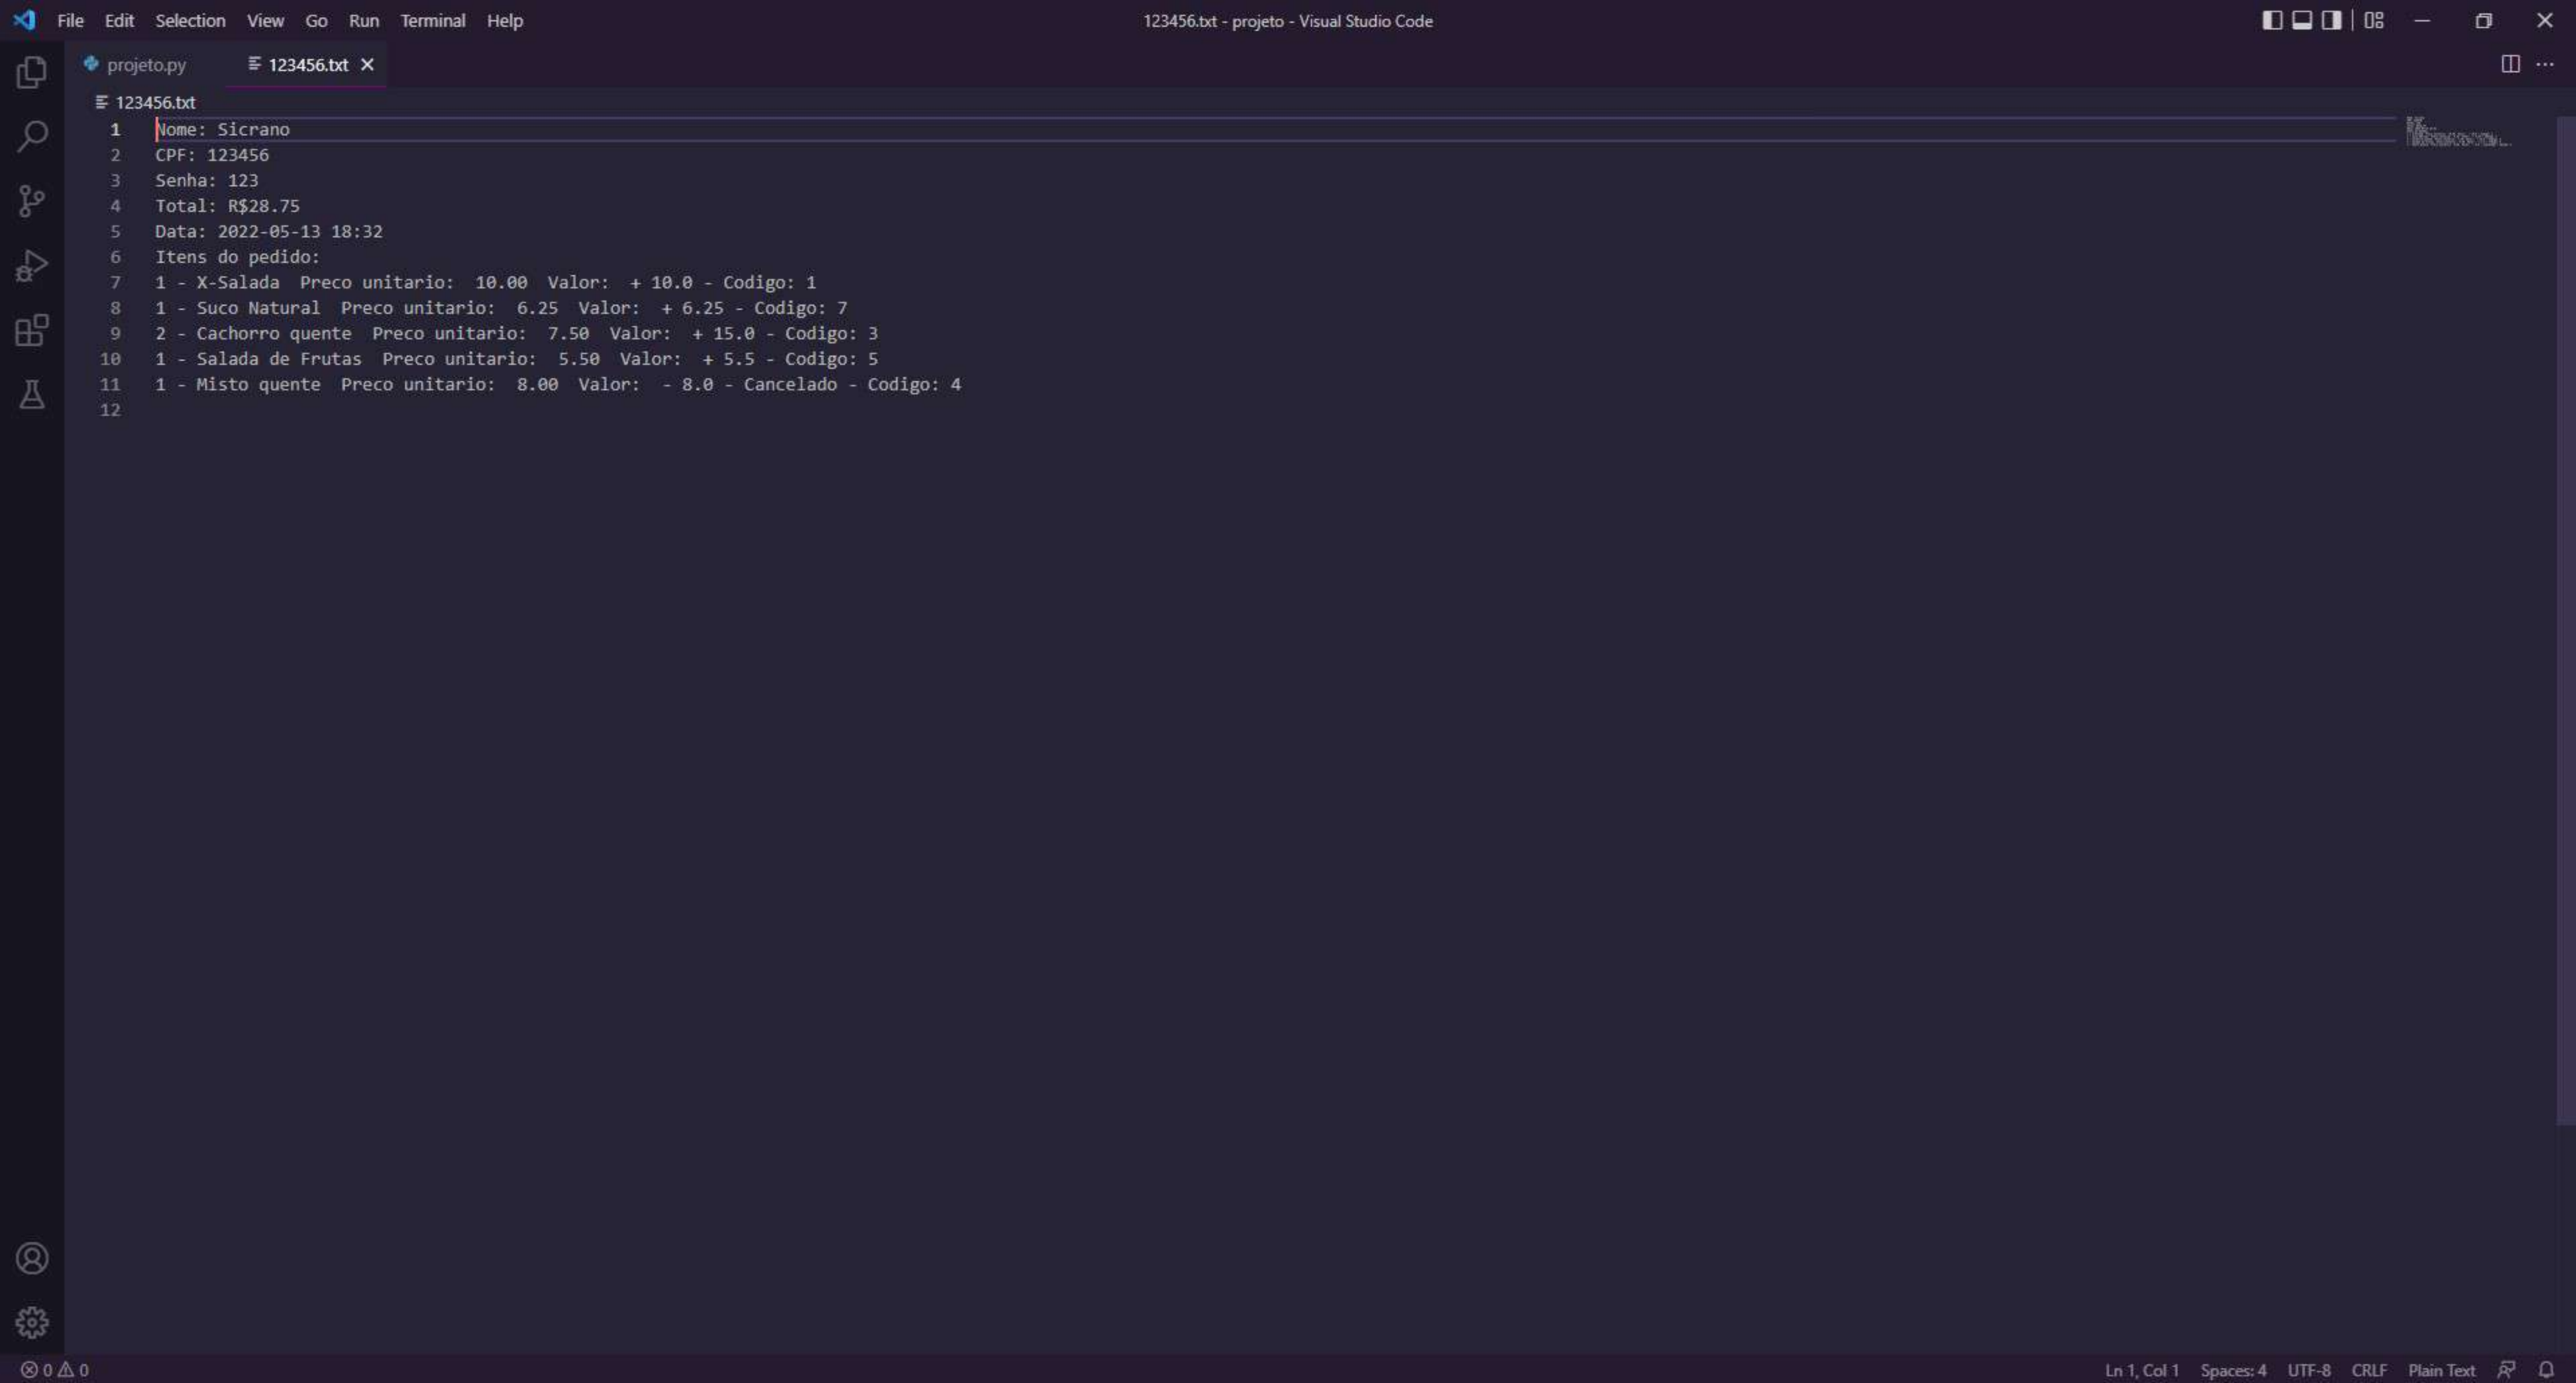 File Edit Selection View Go Run Terminal Help
123456.txt - projeto - Visual Studio Code
projeto.py
123456.txt
123456.txt
1 Nome: Sicrano
2 CPF: 123456
3 Senha: 123
4 Total: R$28.75
5 Data: 2022-05-13 18:32
6 Itens do pedido:
7 1 - X-Salada  Preco unitario:  10.00  Valor:  + 10.0 - Codigo: 1
8 1 - Suco Natural  Preco unitario:  6.25  Valor:  + 6.25 - Codigo: 7
9 2 - Cachorro quente  Preco unitario:  7.50  Valor:  + 15.0 - Codigo: 3
10 1 - Salada de Frutas  Preco unitario:  5.50  Valor:  + 5.5 - Codigo: 5
11 1 - Misto quente  Preco unitario:  8.00  Valor:  - 8.0 - Cancelado - Codigo: 4
12
0 0
Ln 1, Col 1 Spaces: 4 UTF-8 CRLF Plain Text